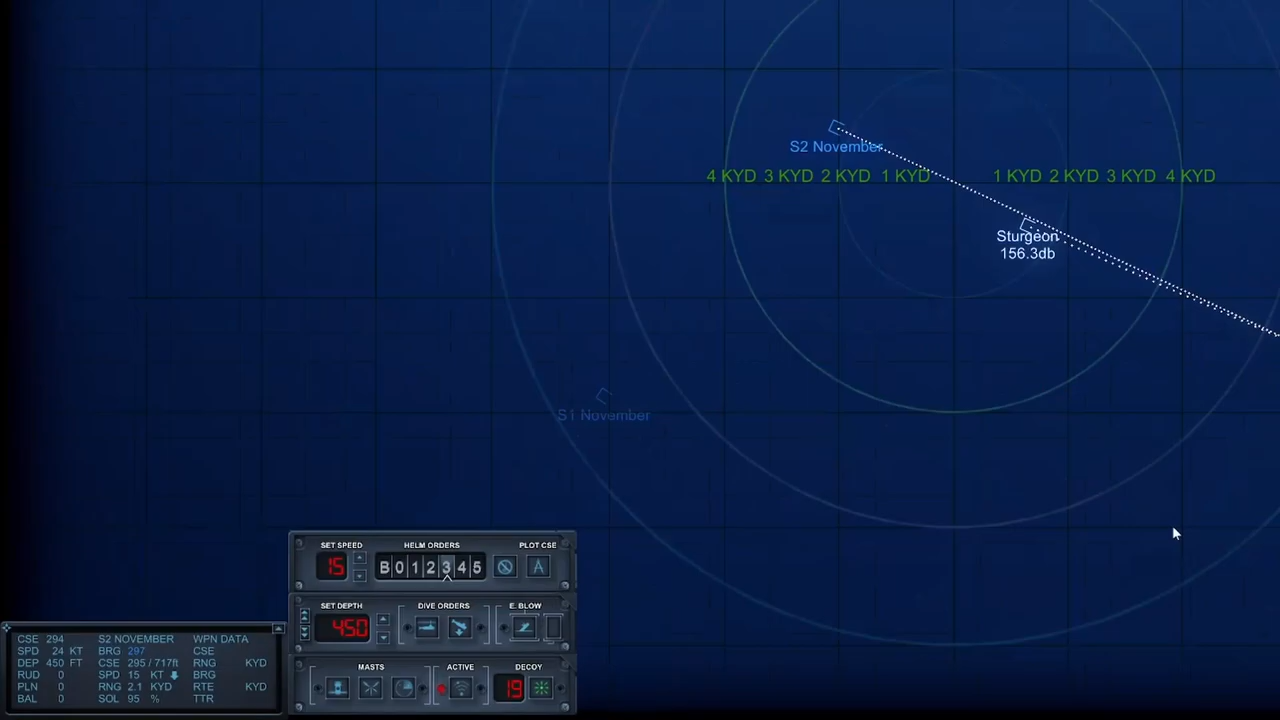 S2 November
4 KYD 3 KYD 2 KYD 1 KYD 1 KYD 2 KYD 3 KYD 4 KYD
Sturgeon
156.3db
S1 November
SET SPEED HELM ORDERS PLOT CSE
15 B 0 1 2 3 4 5
SET DEPTH DIVE ORDERS E. BLOW
450
MASTS ACTIVE DECOY
19
CSE 294 S2 NOVEMBER WPN DATA
SPD 24 KT BRG 297 CSE
DEP 450 FT CSE 295 / 717ft RNG KYD
RUD 0 SPD 15 KT BRG
PLN 0 RNG 2.1 KYD RTE KYD
BAL 0 SOL 95 % TTR